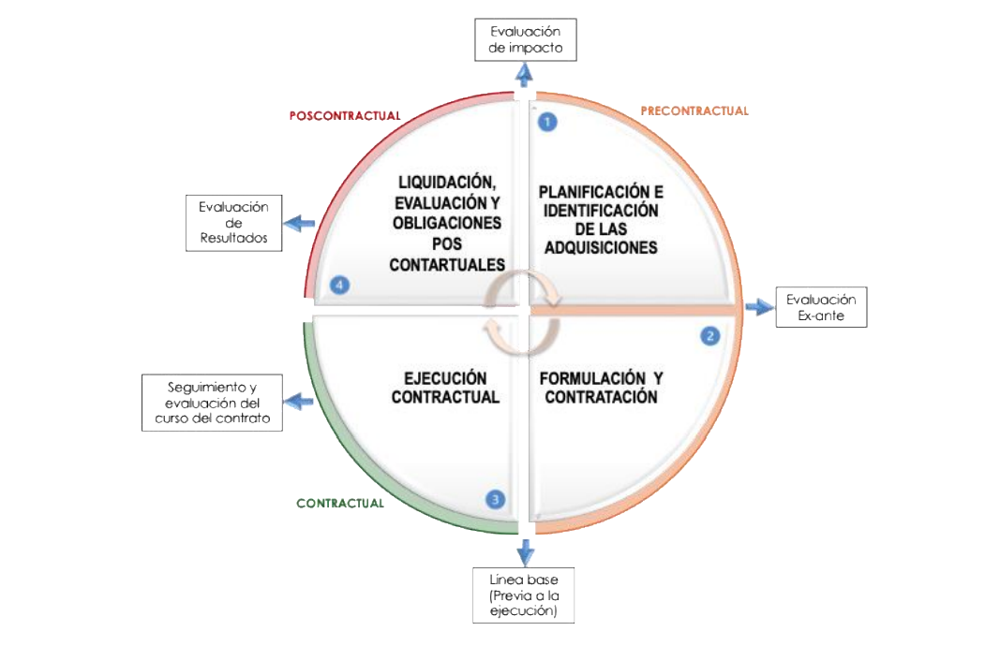 Evaluación
de impacto
POSCONTRACTUAL
PRECONTRACTUAL
1
LIQUIDACIÓN,
EVALUACIÓN Y
OBLIGACIONES
POS
CONTARTUALES
PLANIFICACIÓN E
IDENTIFICACIÓN
DE LAS
ADQUISICIONES
Evaluación
de
Resultados
4
Evaluación
Ex-ante
2
EJECUCIÓN
CONTRACTUAL
FORMULACIÓN Y
CONTRATACIÓN
Seguimiento y
evaluación del
curso del contrato
3
CONTRACTUAL
Línea base
(Previa a la
ejecución)